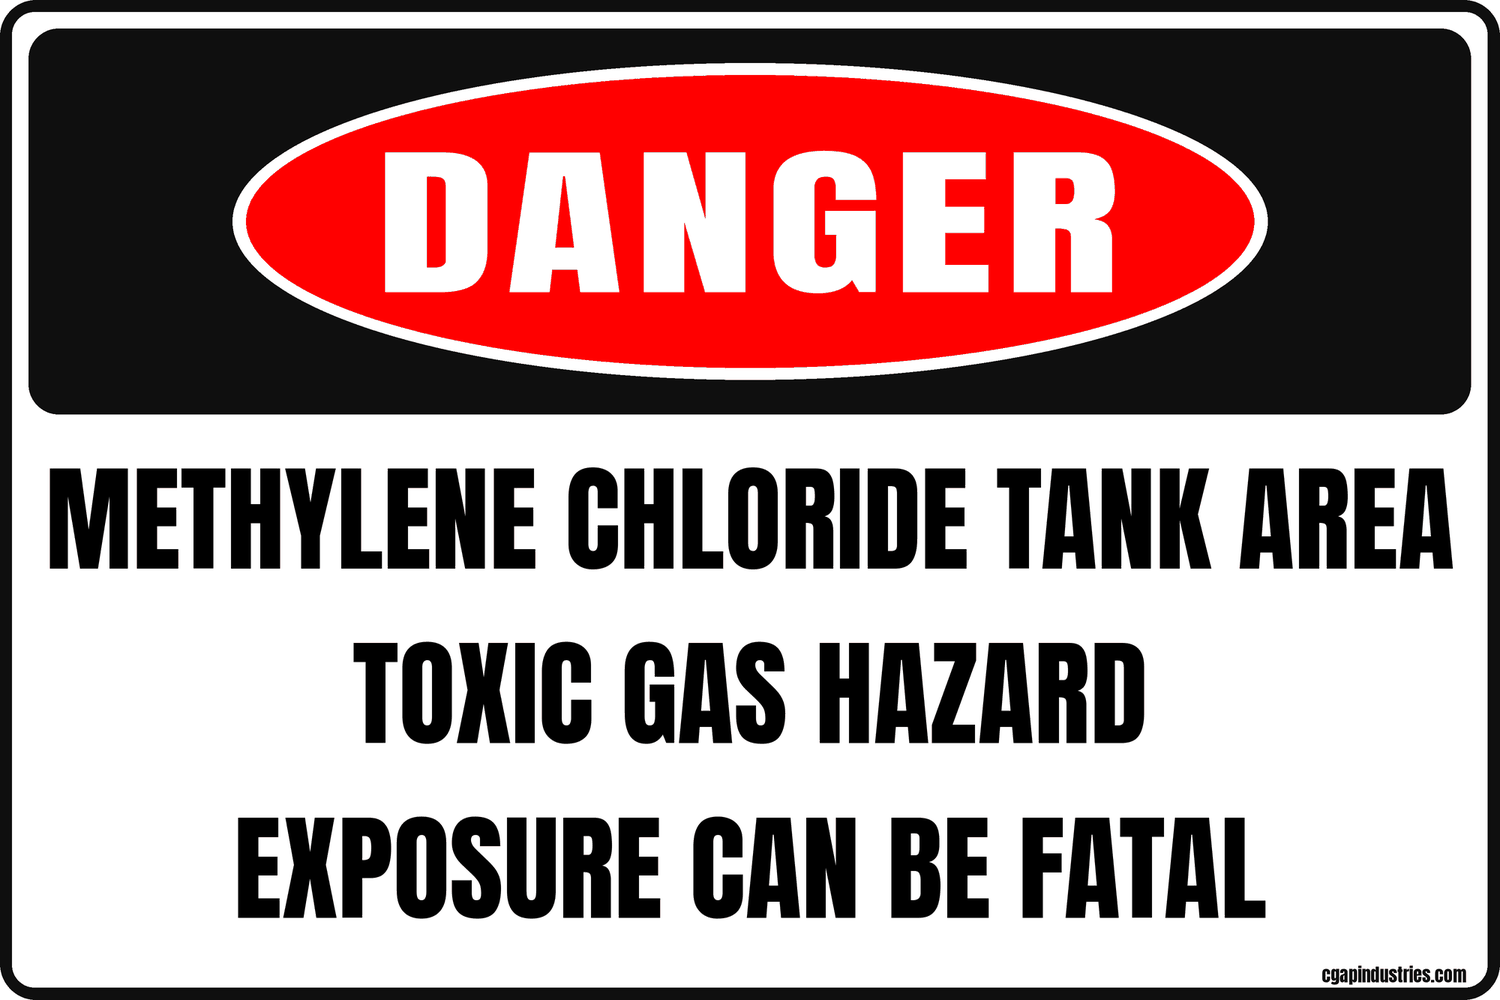 DANGER
METHYLENE CHLORIDE TANK AREA
TOXIC GAS HAZARD
EXPOSURE CAN BE FATAL
cgapindustries.com